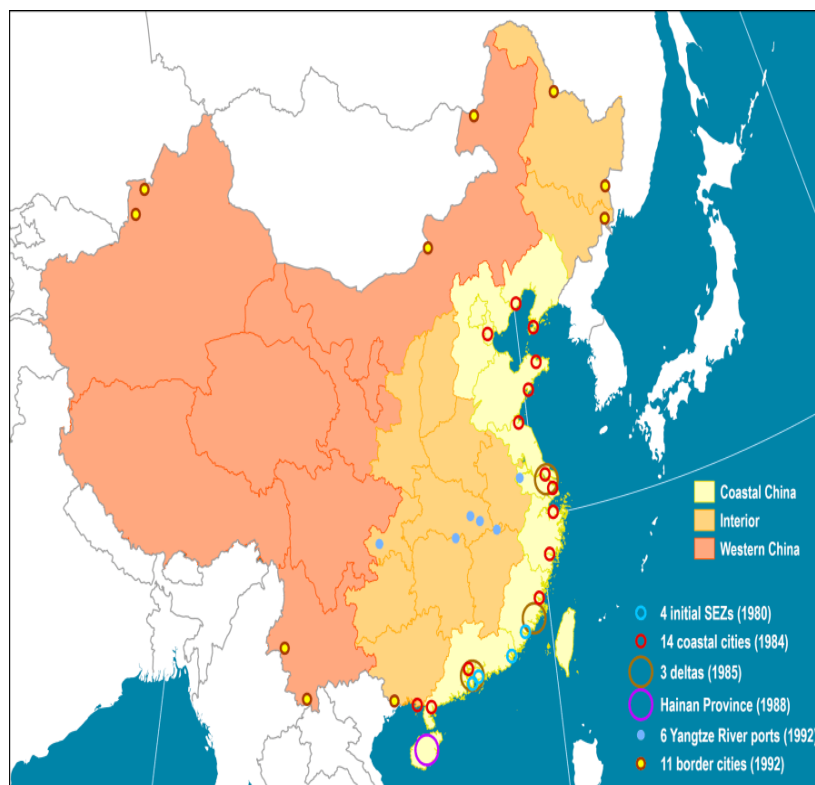 Coastal China
Interior
Western China
4 initial SEZs (1980)
14 coastal cities (1984)
3 deltas (1985)
Hainan Province (1988)
6 Yangtze River ports (1992)
11 border cities (1992)